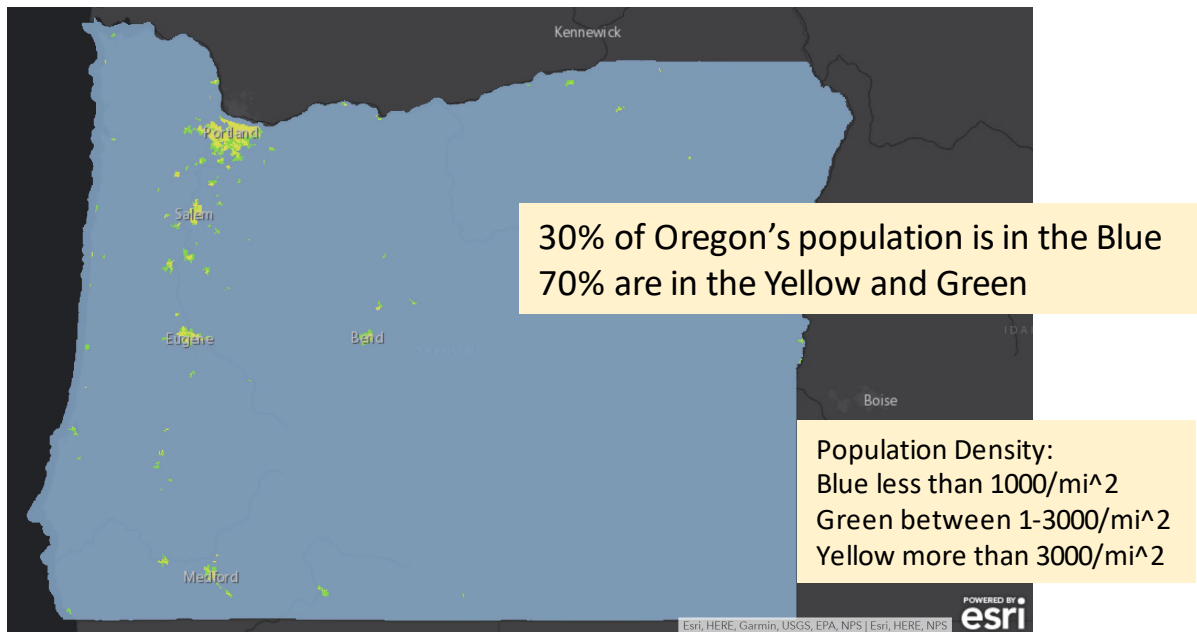 Kennewick
Portland
Salem
30% of Oregon’s population is in the Blue
70% are in the Yellow and Green
Eugene
Bend
Boise
Population Density:
Blue less than 1000/mi^2
Green between 1-3000/mi^2
Yellow more than 3000/mi^2
Medford
POWERED BY
esri
Esri, HERE, Garmin, USGS, EPA, NPS | Esri, HERE, NPS